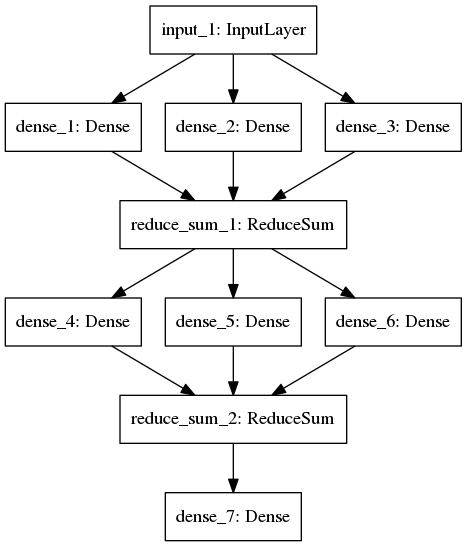 input_1: InputLayer
dense_1: Dense
dense_2: Dense
dense_3: Dense
reduce_sum_1: ReduceSum
dense_4: Dense
dense_5: Dense
dense_6: Dense
reduce_sum_2: ReduceSum
dense_7: Dense